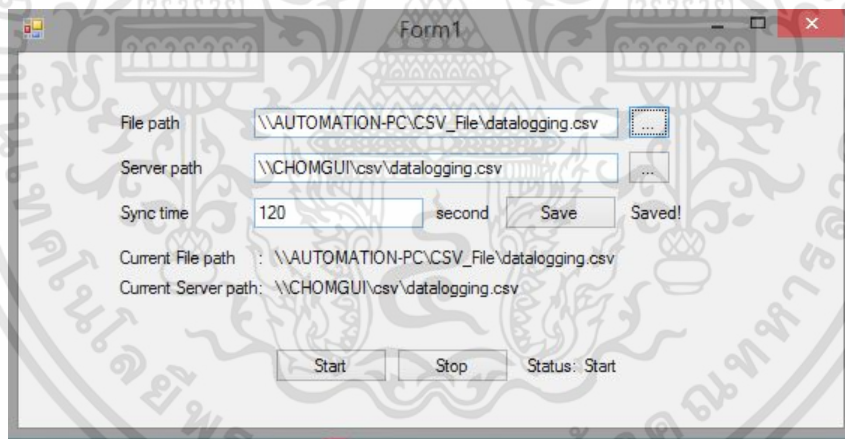 Form1
File path \\AUTOMATION-PC\CSV_File\datalogging.csv ...
Server path \\CHOMGUI\csv\datalogging.csv ...
Sync time 120 second Save Saved!
Current File path : \\AUTOMATION-PC\CSV_File\datalogging.csv
Current Server path: \\CHOMGUI\csv\datalogging.csv
Start Stop Status: Start